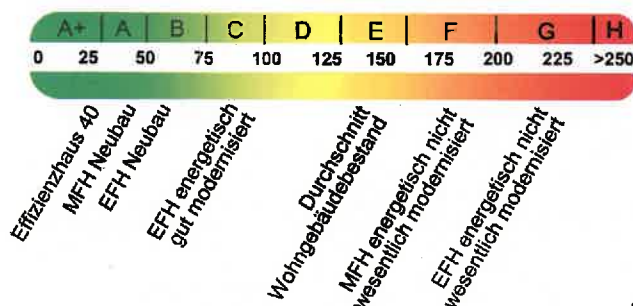 A+ A B C D E F G H
0 25 50 75 100 125 150 175 200 225 >250
Effizienzhaus 40
MFH Neubau
EFH Neubau
EFH energetisch
gut modernisiert
Durchschnitt
Wohngebäudebestand
MFH energetisch nicht
wesentlich modernisiert
EFH energetisch nicht
wesentlich modernisiert